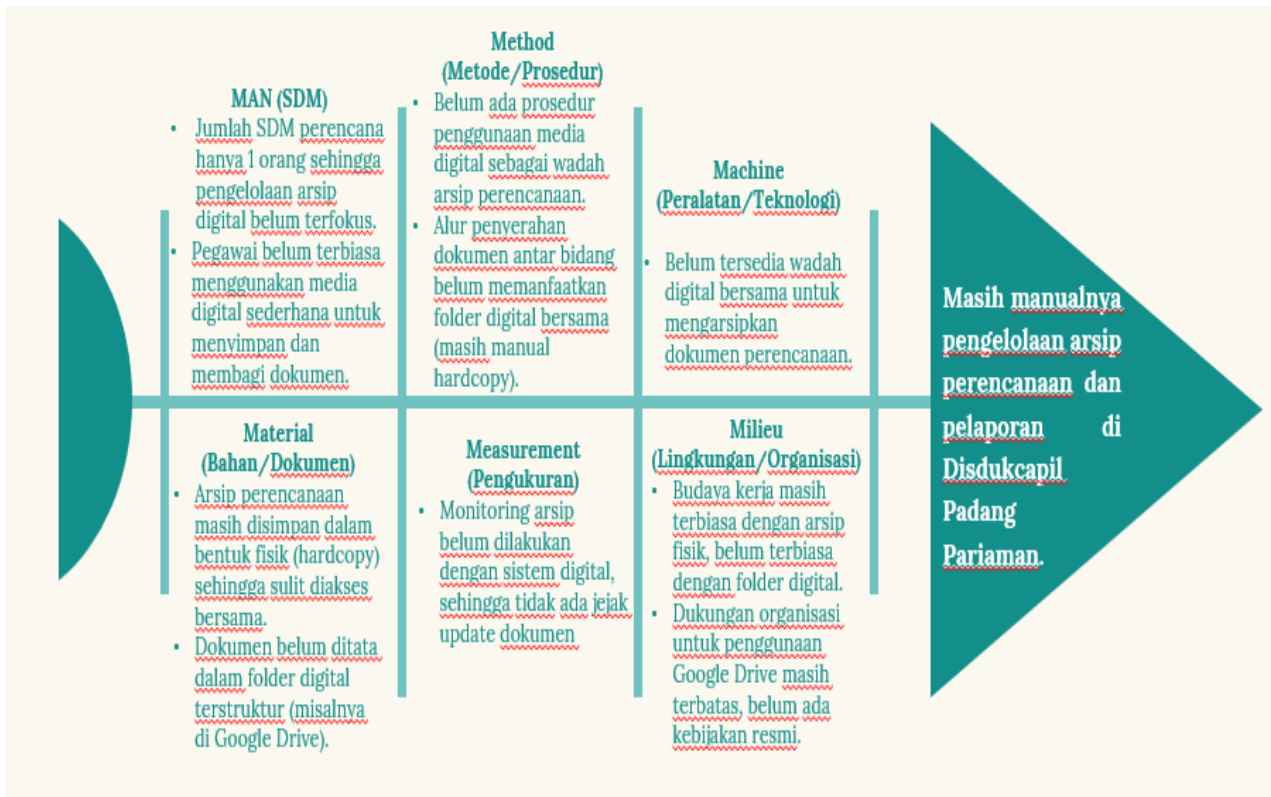 MAN (SDM)
• Jumlah SDM perencana
hanya 1 orang sehingga
pengelolaan arsip
digital belum terfokus.
• Pegawai belum terbiasa
menggunakan media
digital sederhana untuk
menyimpan dan
membagi dokumen.
Method
(Metode/Prosedur)
• Belum ada prosedur
penggunaan media
digital sebagai wadah
arsip perencanaan.
• Alur penyerahan
dokumen antar bidang
belum memanfaatkan
folder digital bersama
(masih manual
hardcopy).
Machine
(Peralatan/Teknologi)
• Belum tersedia wadah
digital bersama untuk
mengarsipkan
dokumen perencanaan.
Material
(Bahan/Dokumen)
• Arsip perencanaan
masih disimpan dalam
bentuk fisik (hardcopy)
sehingga sulit diakses
bersama.
• Dokumen belum ditata
dalam folder digital
terstruktur (misalnya
di Google Drive).
Measurement
(Pengukuran)
• Monitoring arsip
belum dilakukan
dengan sistem digital,
sehingga tidak ada jejak
update dokumen
Milieu
(Lingkungan/Organisasi)
• Budaya kerja masih
terbiasa dengan arsip
fisik, belum terbiasa
dengan folder digital.
• Dukungan organisasi
untuk penggunaan
Google Drive masih
terbatas, belum ada
kebijakan resmi.
Masih manualnya
pengelolaan arsip
perencanaan dan
pelaporan di
Disdukcapil
Padang
Pariaman.